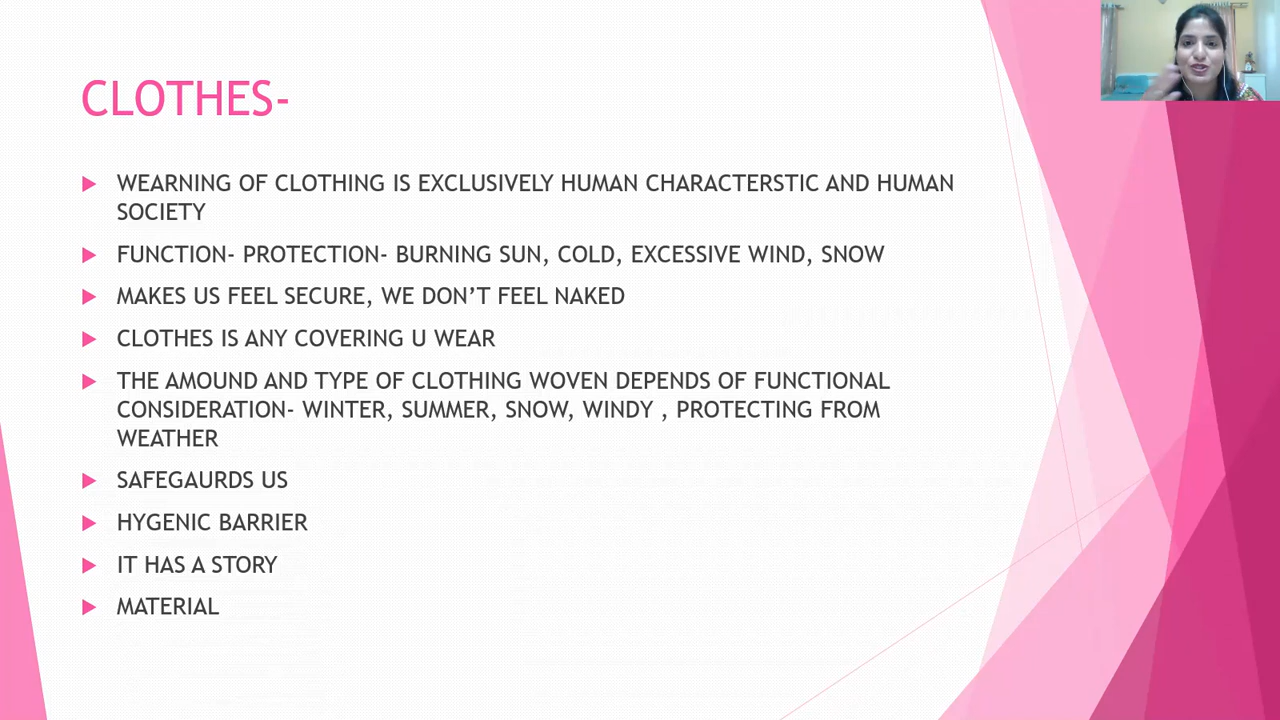 CLOTHES-
WEARNING OF CLOTHING IS EXCLUSIVELY HUMAN CHARACTERSTIC AND HUMAN
SOCIETY
FUNCTION- PROTECTION- BURNING SUN, COLD, EXCESSIVE WIND, SNOW
MAKES US FEEL SECURE, WE DON’T FEEL NAKED
CLOTHES IS ANY COVERING U WEAR
THE AMOUND AND TYPE OF CLOTHING WOVEN DEPENDS OF FUNCTIONAL
CONSIDERATION- WINTER, SUMMER, SNOW, WINDY , PROTECTING FROM
WEATHER
SAFEGAURDS US
HYGENIC BARRIER
IT HAS A STORY
MATERIAL